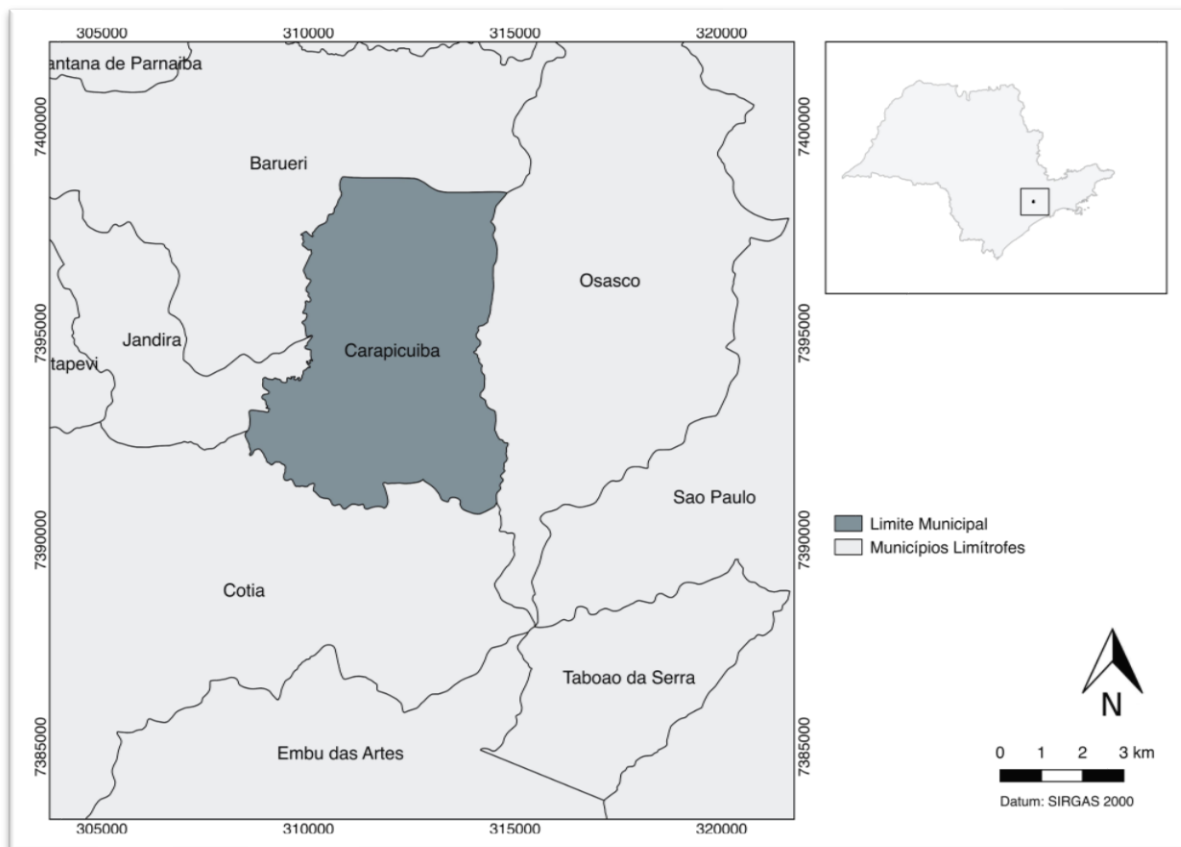 305000
310000
315000
320000
7400000
7395000
7390000
7385000
antana de Parnaiba
Barueri
Osasco
Jandira
Carapicuiba
tapevi
Sao Paulo
Cotia
Taboao da Serra
Embu das Artes
7400000
7395000
7390000
7385000
305000
310000
315000
320000
Limite Municipal
Municípios Limítrofes
N
0 1 2 3 km
Datum: SIRGAS 2000